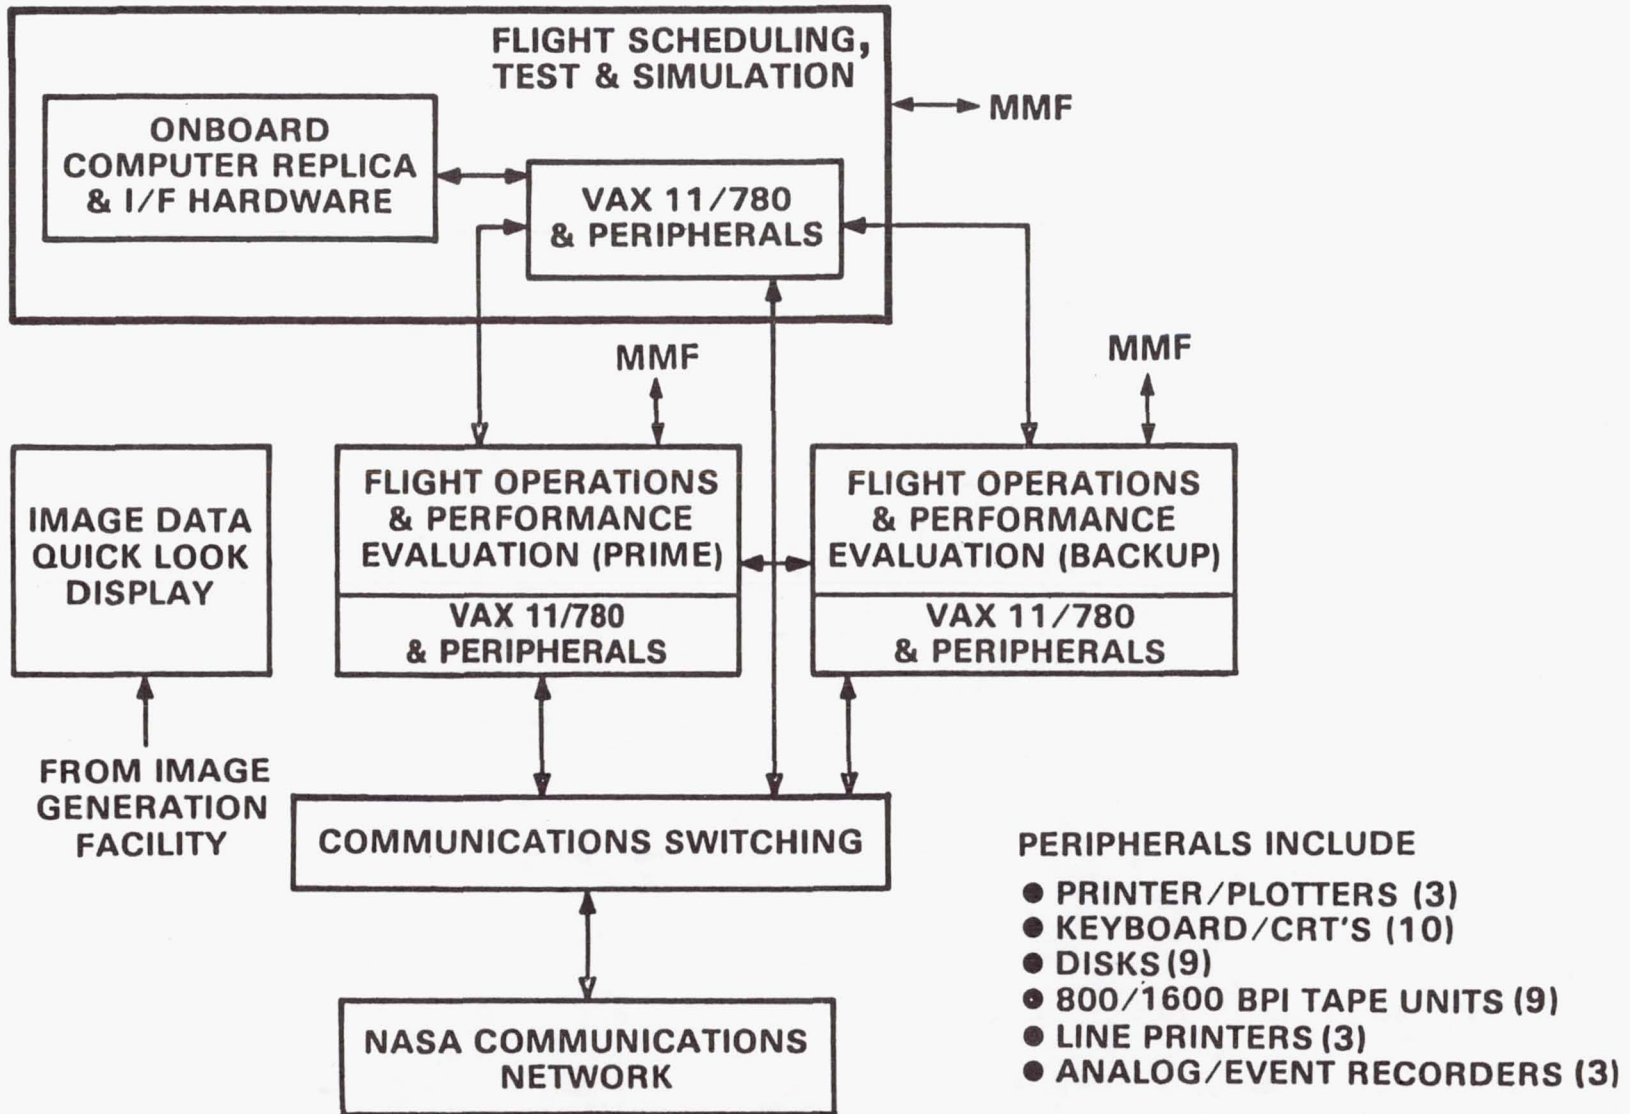 FLIGHT SCHEDULING,
TEST & SIMULATION
MMF
ONBOARD
COMPUTER REPLICA
& I/F HARDWARE
VAX 11/780
& PERIPHERALS
MMF
MMF
IMAGE DATA
QUICK LOOK
DISPLAY
FLIGHT OPERATIONS
& PERFORMANCE
EVALUATION (PRIME)
VAX 11/780
& PERIPHERALS
FLIGHT OPERATIONS
& PERFORMANCE
EVALUATION (BACKUP)
VAX 11/780
& PERIPHERALS
FROM IMAGE
GENERATION
FACILITY
COMMUNICATIONS SWITCHING
NASA COMMUNICATIONS
NETWORK
PERIPHERALS INCLUDE
● PRINTER/PLOTTERS (3)
● KEYBOARD/CRT'S (10)
● DISKS (9)
● 800/1600 BPI TAPE UNITS (9)
● LINE PRINTERS (3)
● ANALOG/EVENT RECORDERS (3)